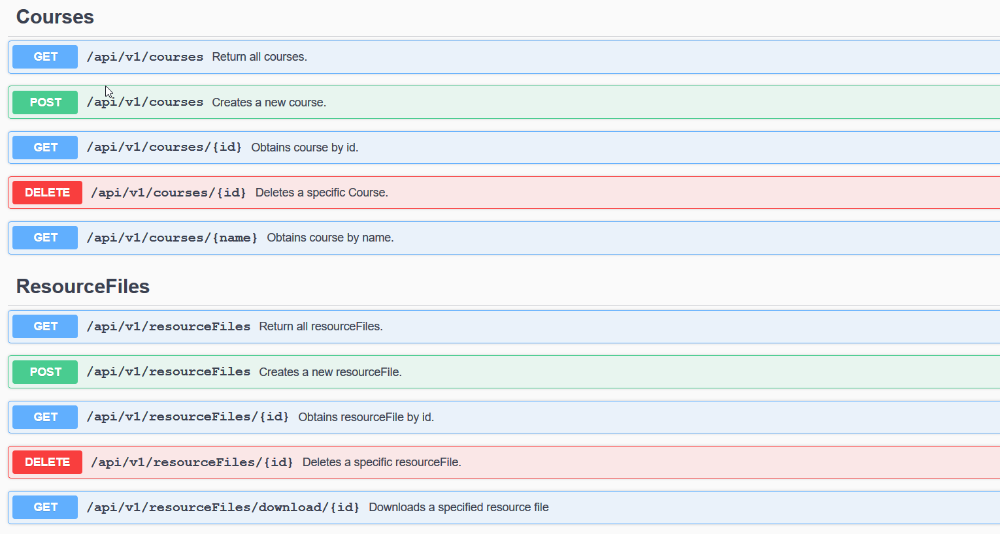 Courses
GET /api/v1/courses Return all courses.
POST /api/v1/courses Creates a new course.
GET /api/v1/courses/{id} Obtains course by id.
DELETE /api/v1/courses/{id} Deletes a specific Course.
GET /api/v1/courses/{name} Obtains course by name.
ResourceFiles
GET /api/v1/resourceFiles Return all resourceFiles.
POST /api/v1/resourceFiles Creates a new resourceFile.
GET /api/v1/resourceFiles/{id} Obtains resourceFile by id.
DELETE /api/v1/resourceFiles/{id} Deletes a specific resourceFile.
GET /api/v1/resourceFiles/download/{id} Downloads a specified resource file